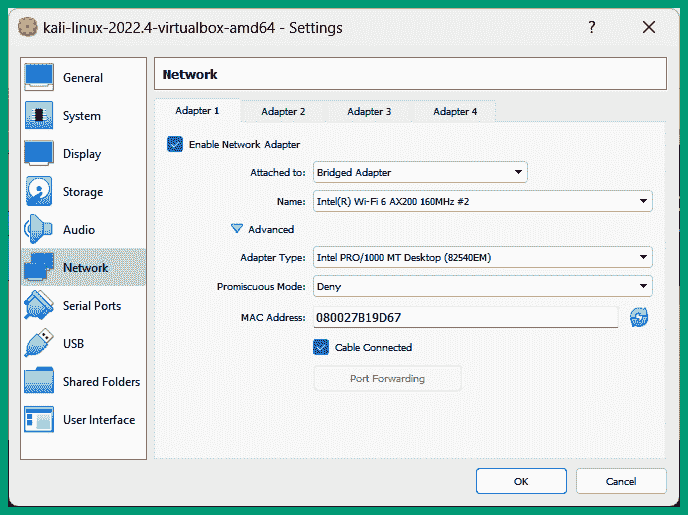 kali-linux-2022.4-virtualbox-amd64 - Settings
?
General
System
Display
Storage
Audio
Network
Serial Ports
USB
Shared Folders
User Interface
Network
Adapter 1 Adapter 2 Adapter 3 Adapter 4
Enable Network Adapter
Attached to: Bridged Adapter
Name: Intel(R) Wi-Fi 6 AX200 160MHz #2
Advanced
Adapter Type: Intel PRO/1000 MT Desktop (82540EM)
Promiscuous Mode: Deny
MAC Address: 080027B19D67
Cable Connected
Port Forwarding
OK Cancel